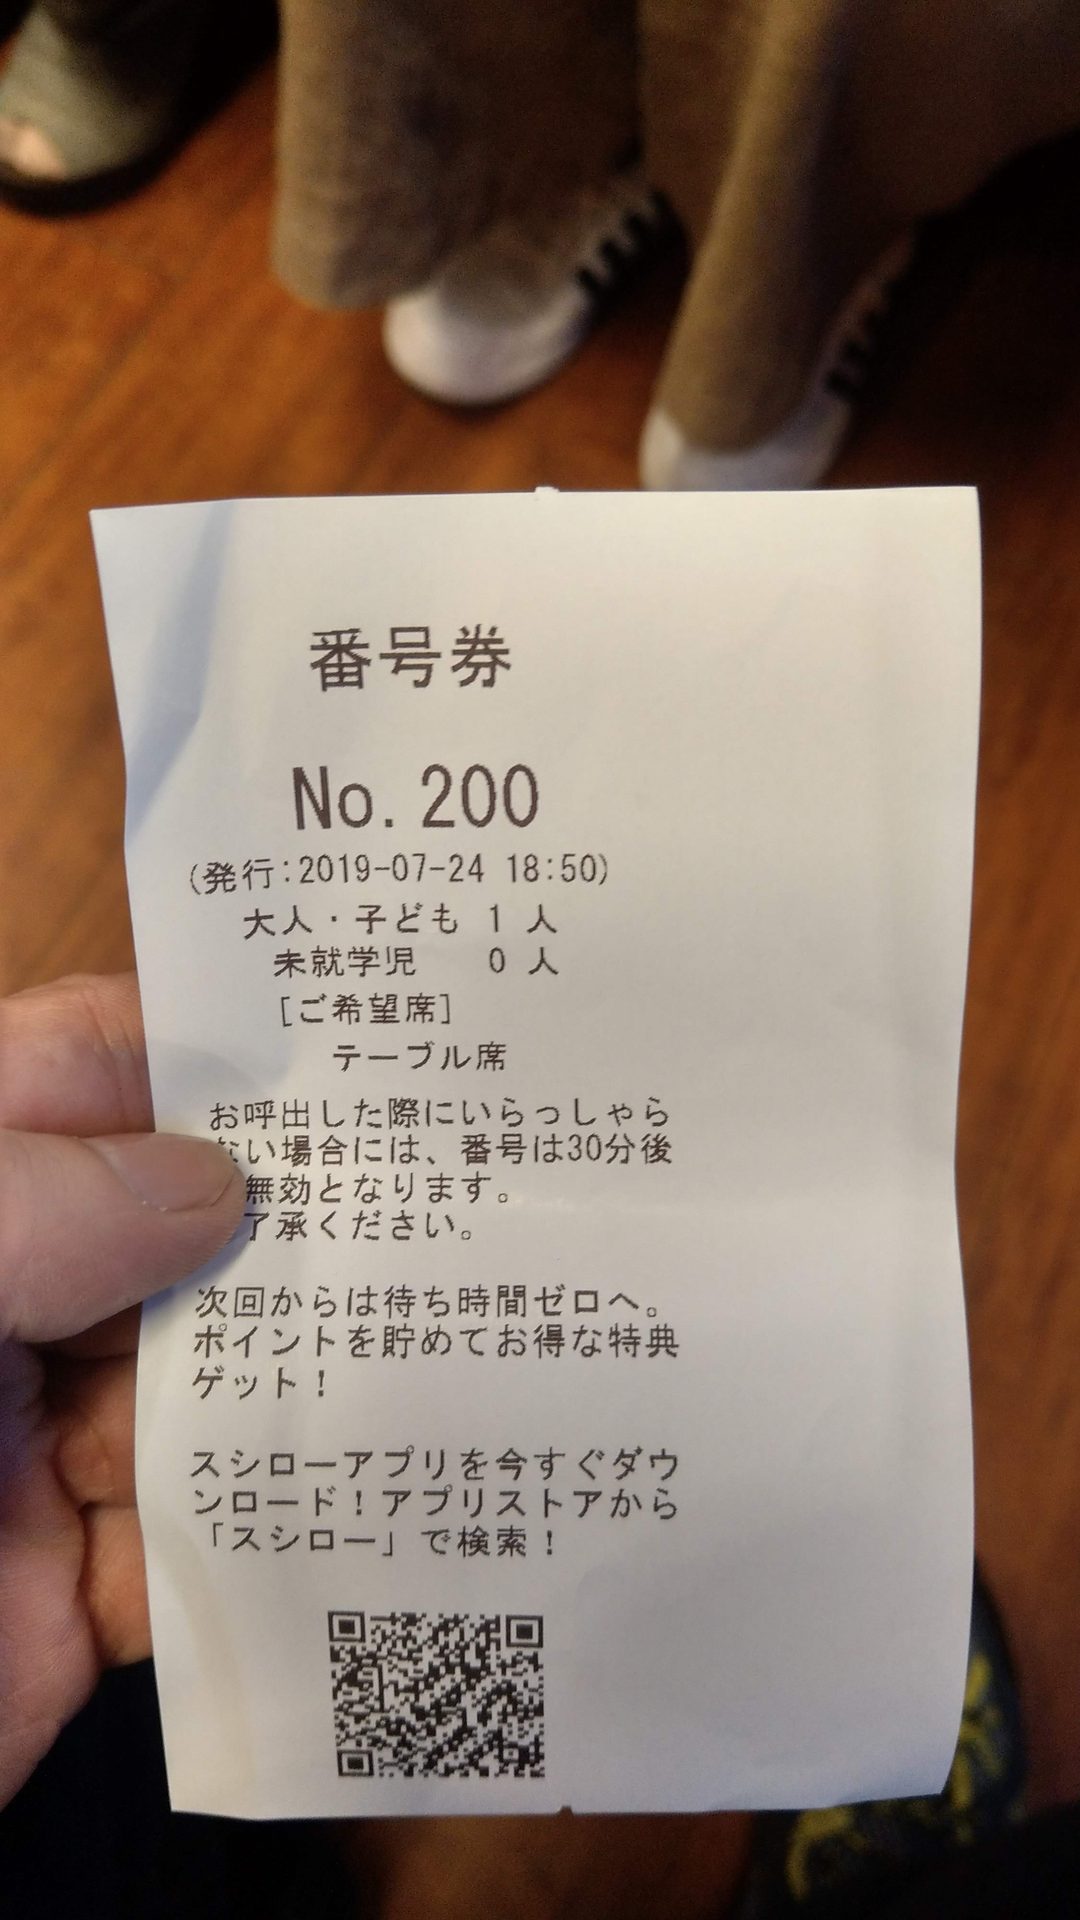 番号券
No.200
(発行:2019-07-24 18:50)
大人・子ども 1 人
未就学児 0 人
[ご希望席]
テーブル席
お呼出した際にいらっしゃら
ない場合には、番号は30分後
無効となります。
了承ください。
次回からは待ち時間ゼロへ。
ポイントを貯めてお得な特典
ゲット！
スシローアプリを今すぐダウ
ンロード！アプリストアから
「スシロー」で検索！